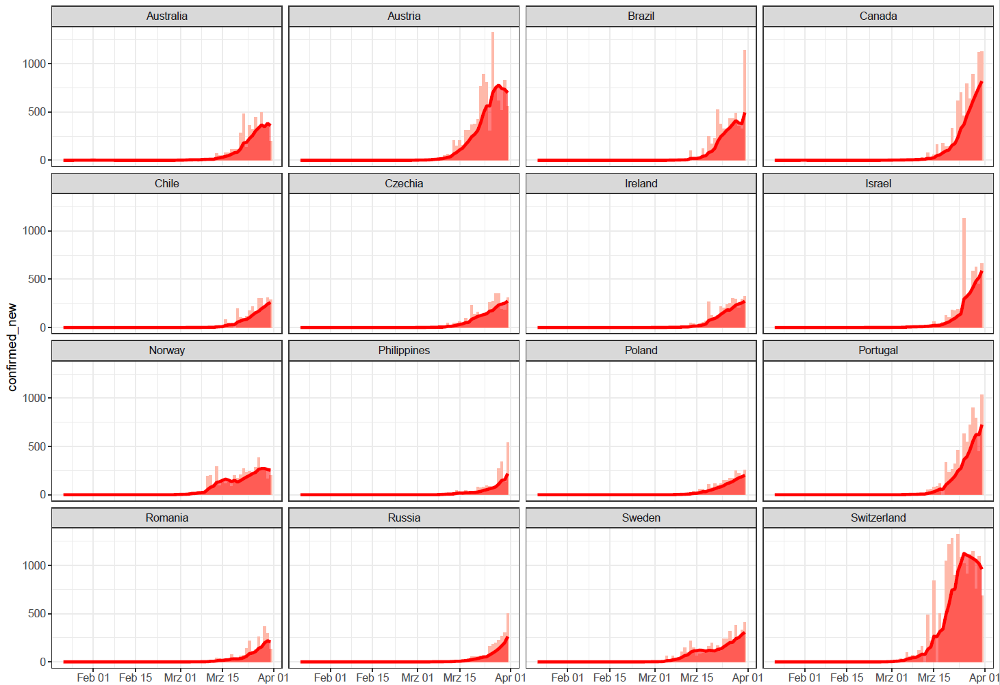 Australia Austria Brazil Canada
1000
500
0
Chile Czechia Ireland Israel
1000
500
0
confirmed_new
Norway Philippines Poland Portugal
1000
500
0
Romania Russia Sweden Switzerland
1000
500
0
Feb 01 Feb 15 Mrz 01 Mrz 15 Apr 01 Feb 01 Feb 15 Mrz 01 Mrz 15 Apr 01 Feb 01 Feb 15 Mrz 01 Mrz 15 Apr 01 Feb 01 Feb 15 Mrz 01 Mrz 15 Apr 01